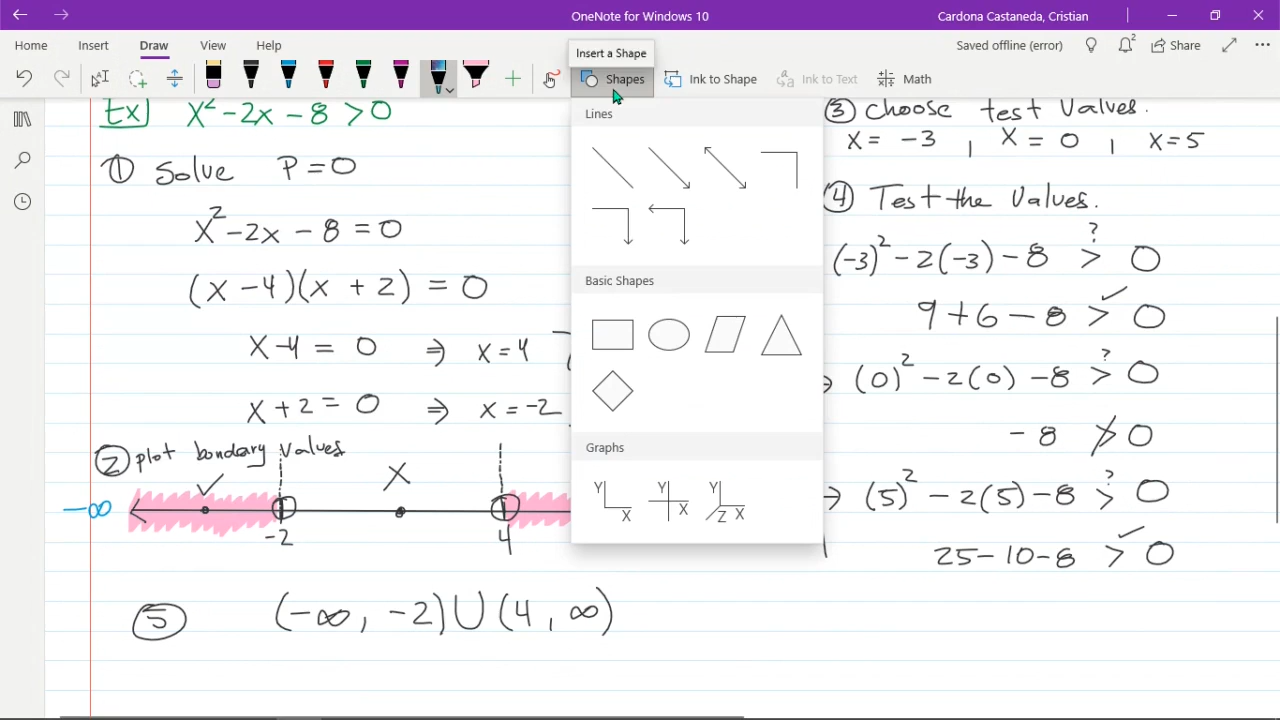 OneNote for Windows 10
Cardona Castaneda, Cristian
Home Insert Draw View Help
Insert a Shape
Saved offline (error)
Share
Shapes
Ink to Shape
Ink to Text
Math
Lines
Basic Shapes
Graphs
Y X
Y X
Y Z X
Ex x² - 2x - 8 > 0
① Solve P = 0
x² - 2x - 8 = 0
(x - 4)(x + 2) = 0
x - 4 = 0 ⇒ x = 4
x + 2 = 0 ⇒ x = -2
② plot bondary values
✓ X
-∞
-2 4
⑤ (-∞, -2) ∪ (4, ∞)
③ Choose test values.
x = -3 , x = 0 , x = 5
④ Test the values.
(-3)² - 2(-3) - 8 >? 0
9 + 6 - 8 >✓ 0
⇒ (0)² - 2(0) - 8 >? 0
-8 ≯ 0
⇒ (5)² - 2(5) - 8 >? 0
25 - 10 - 8 >✓ 0